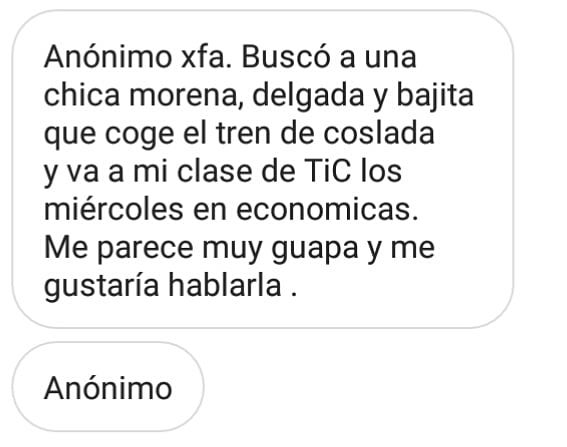 Anónimo xfa. Buscó a una
chica morena, delgada y bajita
que coge el tren de coslada
y va a mi clase de TiC los
miércoles en economicas.
Me parece muy guapa y me
gustaría hablarla .
Anónimo